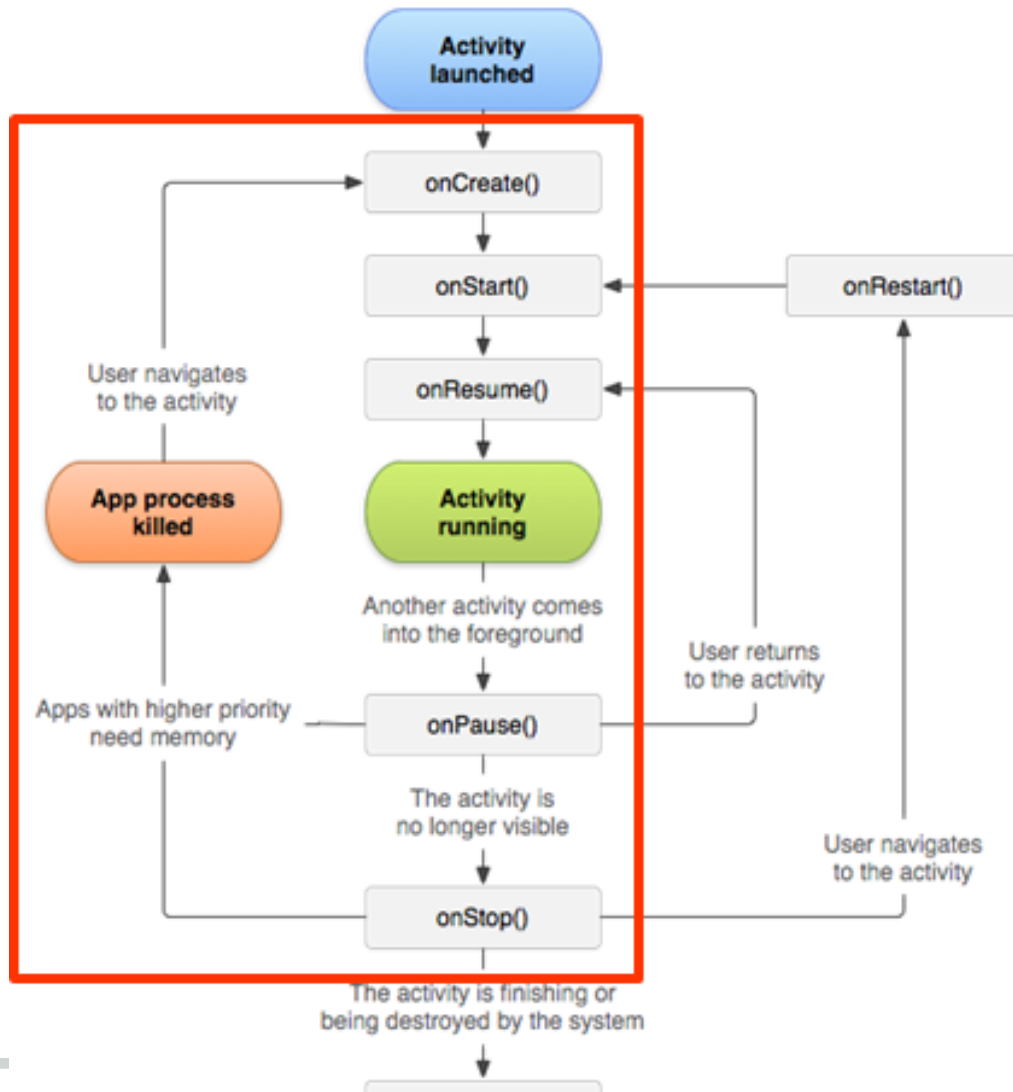 Activity
launched
onCreate()
onStart()
onRestart()
User navigates
to the activity
onResume()
App process
killed
Activity
running
Another activity comes
into the foreground
User returns
to the activity
Apps with higher priority
need memory
onPause()
The activity is
no longer visible
User navigates
to the activity
onStop()
The activity is finishing or
being destroyed by the system